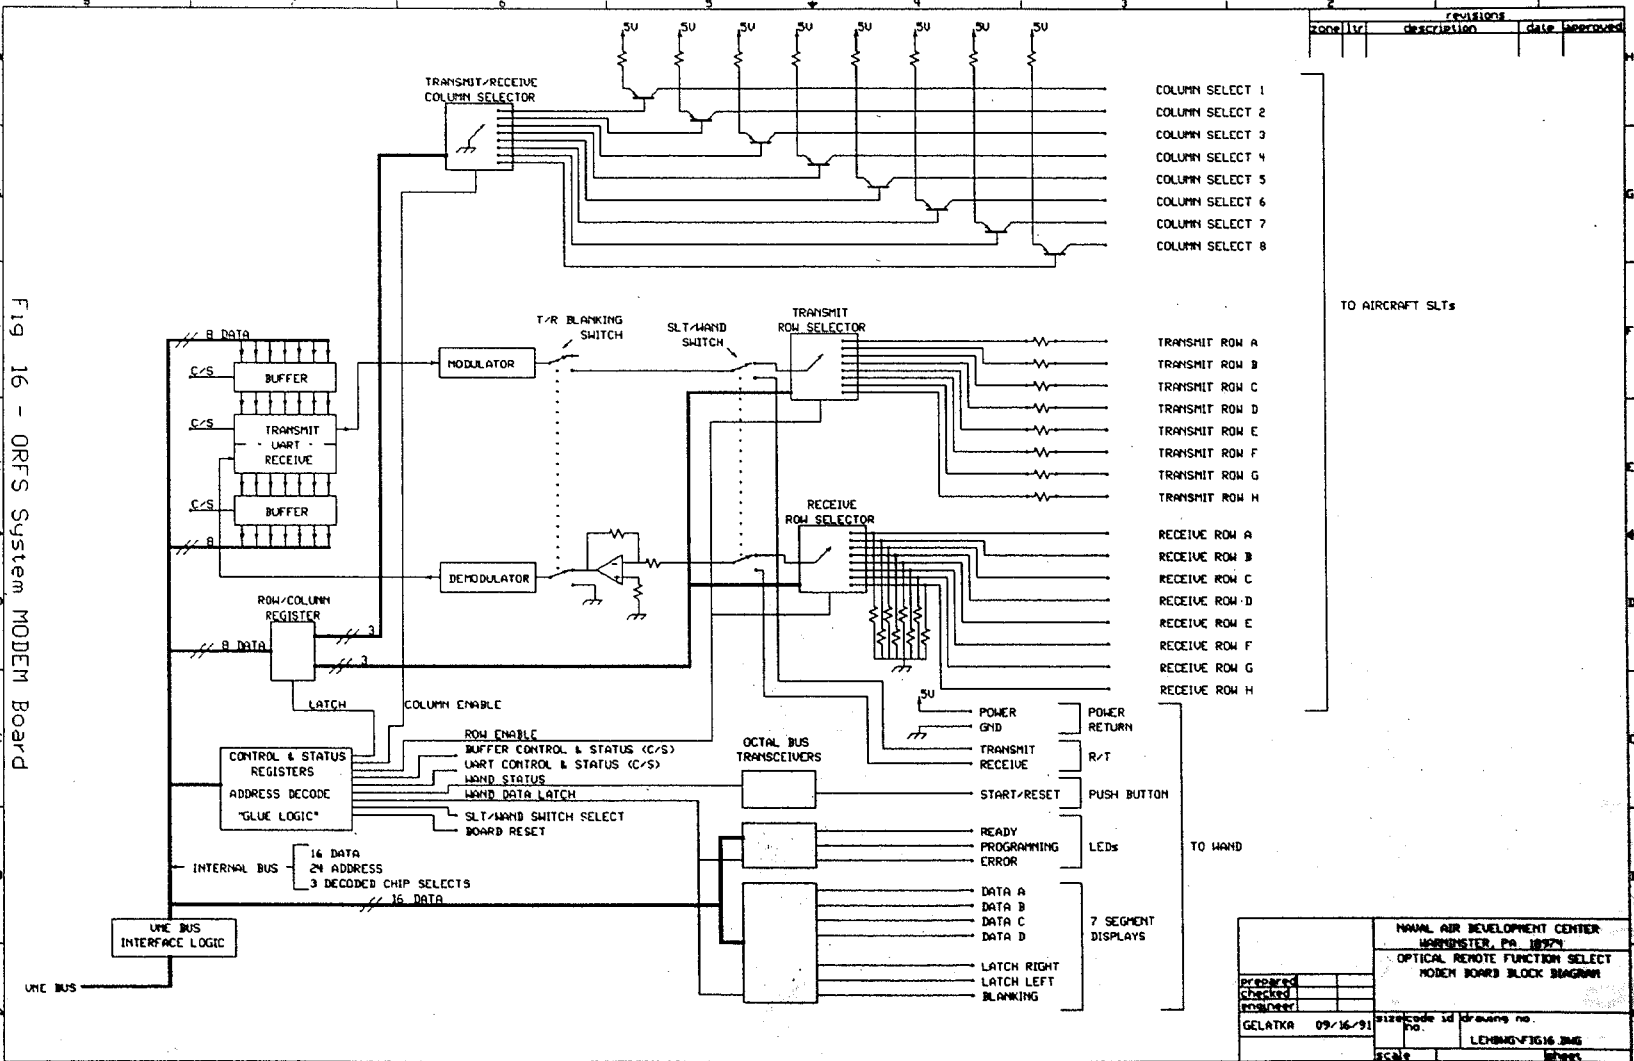 revisions
zone ltr description date approved
5V 5V 5V 5V 5V 5V 5V 5V
TRANSMIT/RECEIVE
COLUMN SELECTOR
COLUMN SELECT 1
COLUMN SELECT 2
COLUMN SELECT 3
COLUMN SELECT 4
COLUMN SELECT 5
COLUMN SELECT 6
COLUMN SELECT 7
COLUMN SELECT 8
TO AIRCRAFT SLTs
8 DATA
C/S
BUFFER
C/S
TRANSMIT
UART
RECEIVE
C/S
BUFFER
8
MODULATOR
T/R BLANKING
SWITCH
SLT/WAND
SWITCH
TRANSMIT
ROW SELECTOR
TRANSMIT ROW A
TRANSMIT ROW B
TRANSMIT ROW C
TRANSMIT ROW D
TRANSMIT ROW E
TRANSMIT ROW F
TRANSMIT ROW G
TRANSMIT ROW H
DEMODULATOR
RECEIVE
ROW SELECTOR
RECEIVE ROW A
RECEIVE ROW B
RECEIVE ROW C
RECEIVE ROW D
RECEIVE ROW E
RECEIVE ROW F
RECEIVE ROW G
RECEIVE ROW H
ROW/COLUMN
REGISTER
8 DATA
3
3
LATCH
COLUMN ENABLE
5V
POWER
GND
POWER
RETURN
TRANSMIT
RECEIVE
R/T
START/RESET
PUSH BUTTON
READY
PROGRAMMING
ERROR
LEDs
DATA A
DATA B
DATA C
DATA D
LATCH RIGHT
LATCH LEFT
BLANKING
7 SEGMENT
DISPLAYS
TO WAND
OCTAL BUS
TRANSCEIVERS
CONTROL & STATUS
REGISTERS
ADDRESS DECODE
"GLUE LOGIC"
ROW ENABLE
BUFFER CONTROL & STATUS (C/S)
UART CONTROL & STATUS (C/S)
WAND STATUS
WAND DATA LATCH
SLT/WAND SWITCH SELECT
BOARD RESET
INTERNAL BUS
16 DATA
24 ADDRESS
3 DECODED CHIP SELECTS
16 DATA
VME BUS
INTERFACE LOGIC
VME BUS
Fig 16 - ORFS System MODEM Board
NAVAL AIR DEVELOPMENT CENTER
WARMINSTER, PA. 18974
OPTICAL REMOTE FUNCTION SELECT
MODEM BOARD BLOCK DIAGRAM
prepared
checked
engineer
GELATKA 09/16/91
size code id no. drawing no.
LEHDWG\FIG16.DWG
scale sheet